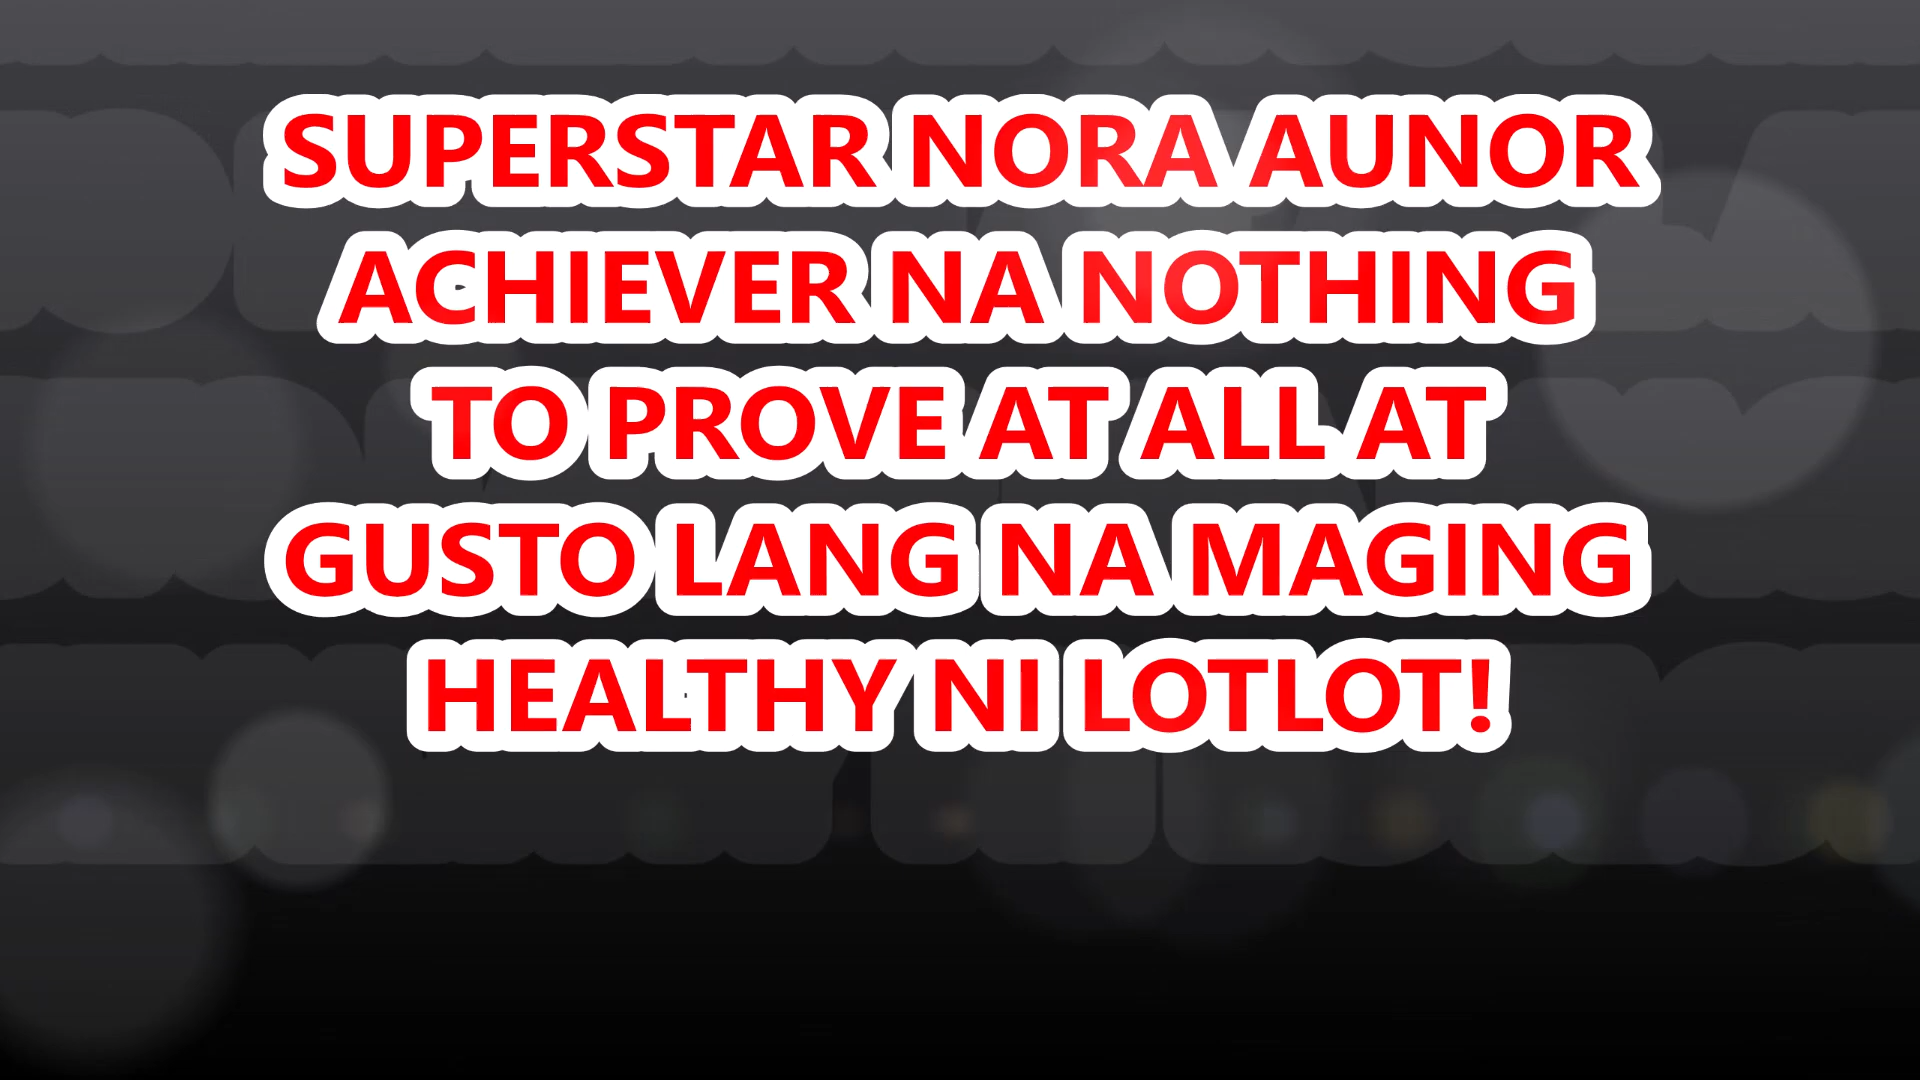 SUPERSTAR NORA AUNOR
ACHIEVER NA NOTHING
TO PROVE AT ALL AT
GUSTO LANG NA MAGING
HEALTHY NI LOTLOT!